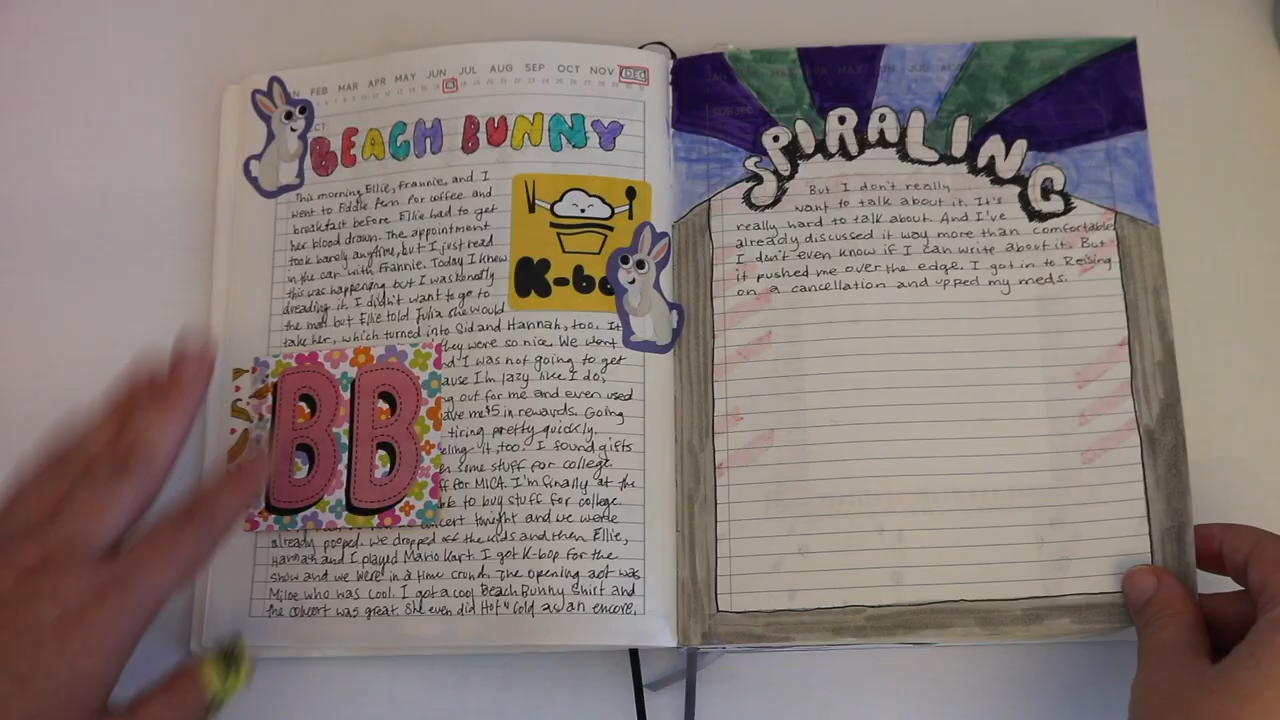 N FEB MAR APR MAY JUN JUL AUG SEP OCT NOV DEC
BEACH BUNNY
This morning Ellie, Frannie, and I
went to Fiddle Fern for coffee and
breakfast before Ellie had to get
her blood drawn. The appointment
took barely anytime, but I just read
in the car with Frannie. Today I knew
this was happening but I was honestly
dreading it. I didn't want to go to
the mall but Ellie told Julia she would
take her, which turned into Sid and Hannah, too. It
they were so nice. We went
d I was not going to get
ause I'm lazy like I do,
g out for me and even used
ave me $5 in rewards. Going
tiring pretty quickly.
eling it, too. I found gifts
en some stuff for college.
ff for MICA. I'm finally at the
to buy stuff for college.
cert tonight and we were
already pooped. We dropped off the kids and then Ellie,
Hannah and I played Mario Kart. I got K-bop for the
show and we were in a time crunch. The opening act was
Miloe who was cool. I got a cool Beach Bunny shirt and
the concert was great. She even did Hot n Cold as an encore.
K-bo
BB
SPIRALING
But I don't really
want to talk about it. It's
really hard to talk about. And I've
already discussed it way more than comfortable
I don't even know if I can write about it. But
it pushed me over the edge. I got in to Reising
on a cancellation and upped my meds.